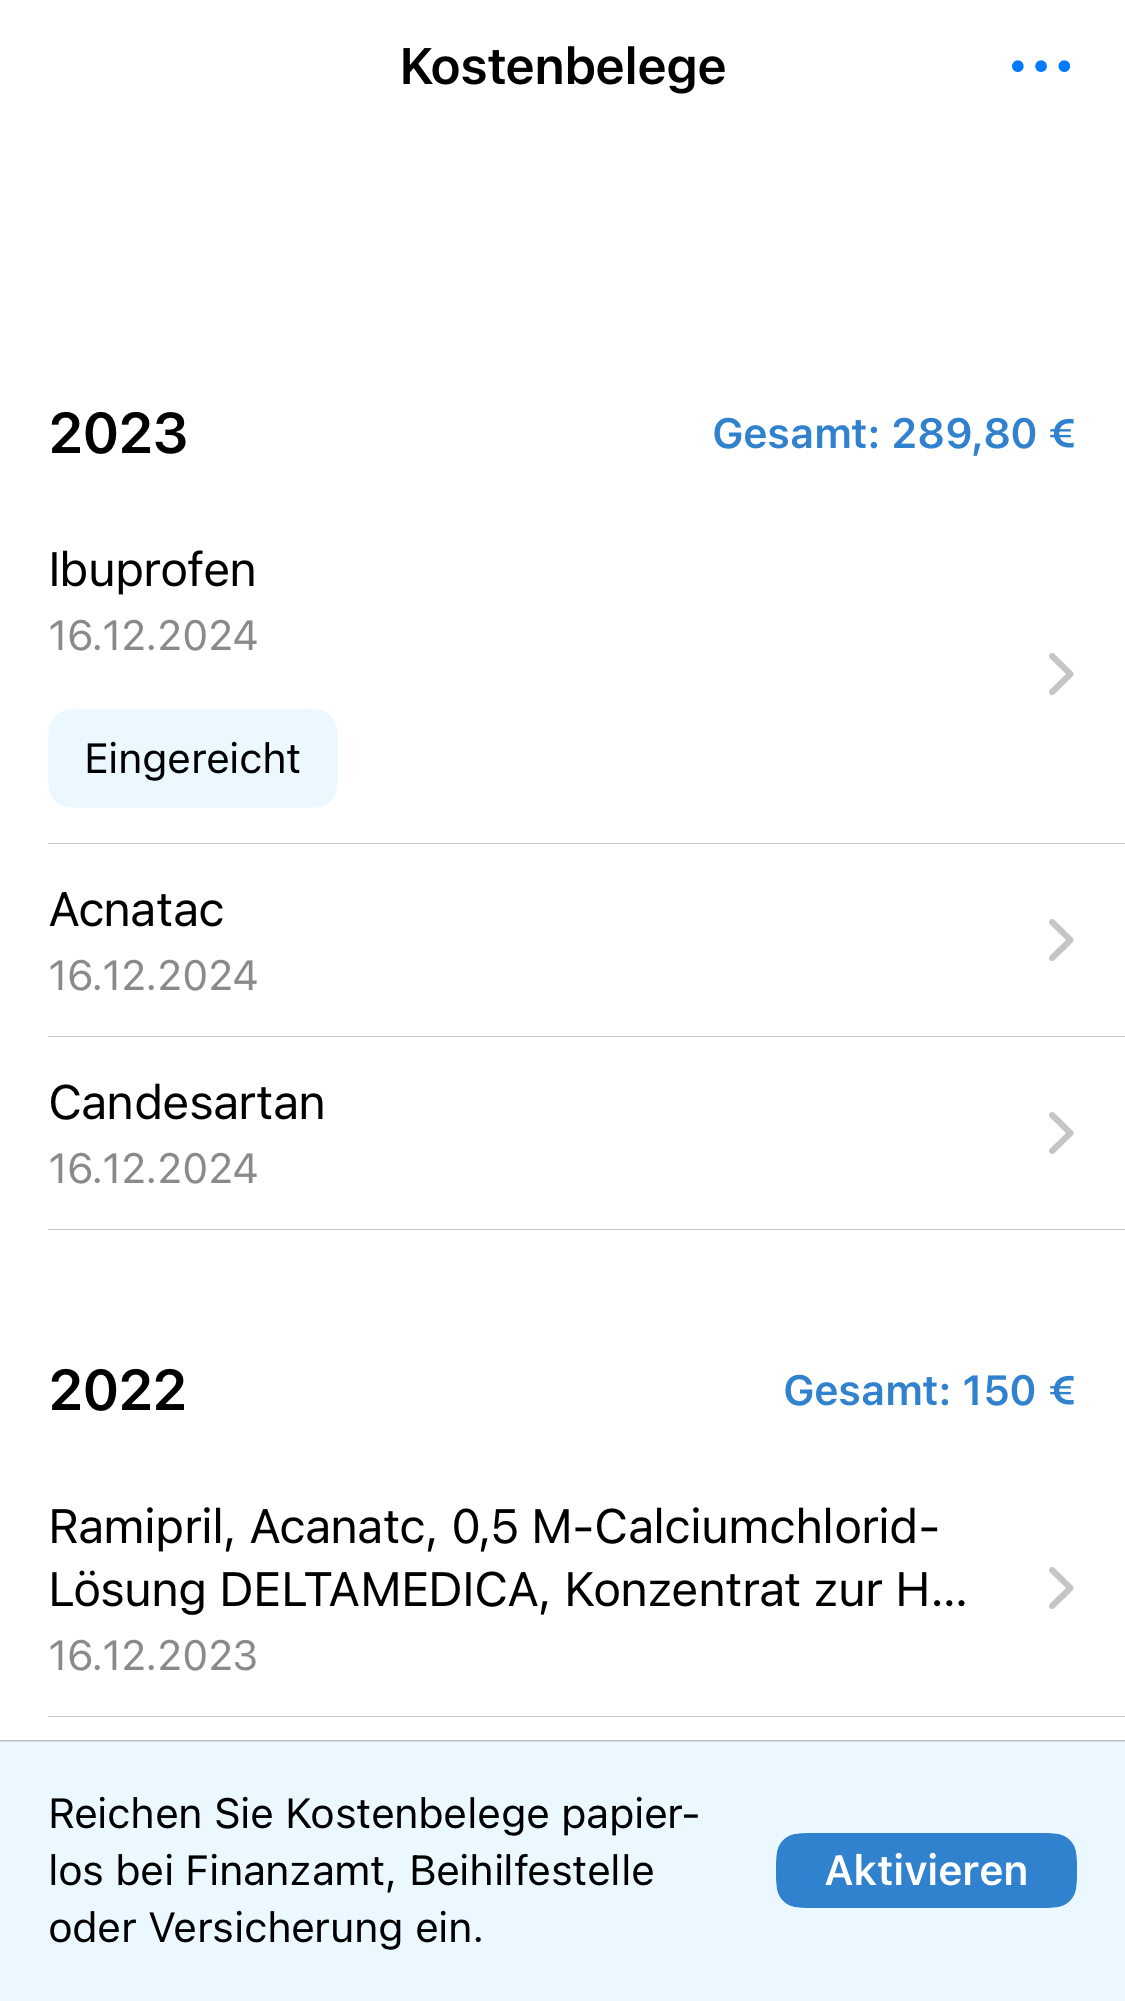 Kostenbelege
2023
Gesamt: 289,80 €
Ibuprofen
16.12.2024
Eingereicht
Acnatac
16.12.2024
Candesartan
16.12.2024
2022
Gesamt: 150 €
Ramipril, Acanatc, 0,5 M-Calciumchlorid-
Lösung DELTAMEDICA, Konzentrat zur H...
16.12.2023
Reichen Sie Kostenbelege papier-
los bei Finanzamt, Beihilfestelle
oder Versicherung ein.
Aktivieren